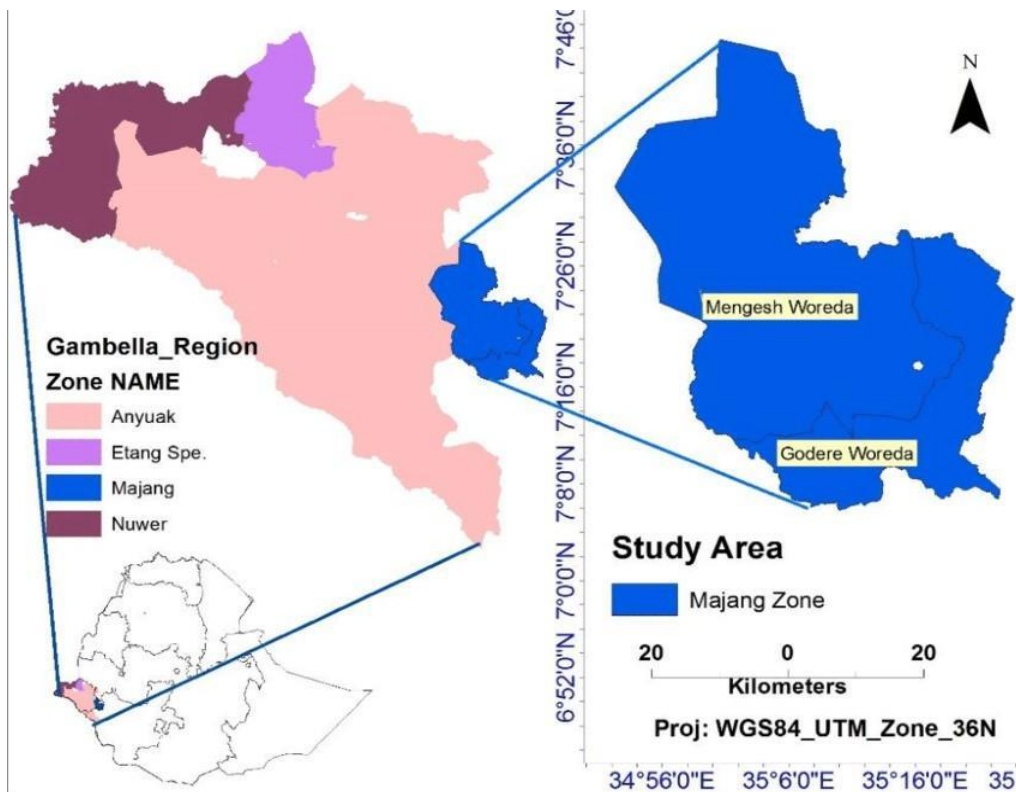 Gambella_Region
Zone NAME
Anyuak
Etang Spe.
Majang
Nuwer
7°46'
7°36'0"N
7°26'0"N
7°16'0"N
7°8'0"N
7°0'0"N
6°52'0"N
N
Mengesh Woreda
Godere Woreda
Study Area
Majang Zone
20 0 20
Kilometers
Proj: WGS84_UTM_Zone_36N
34°56'0"E 35°6'0"E 35°16'0"E 35